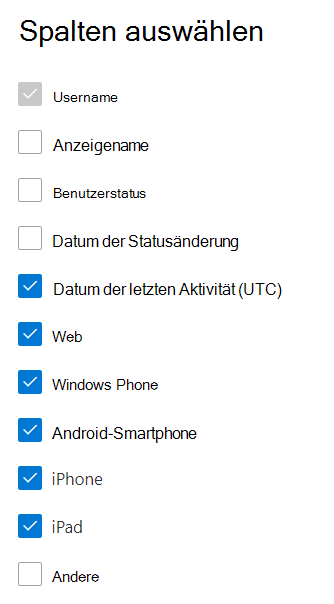 Spalten auswählen
Username
Anzeigename
Benutzerstatus
Datum der Statusänderung
Datum der letzten Aktivität (UTC)
Web
Windows Phone
Android-Smartphone
iPhone
iPad
Andere